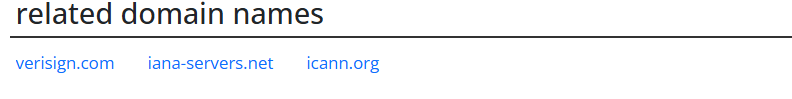 related domain names
verisign.com iana-servers.net icann.org